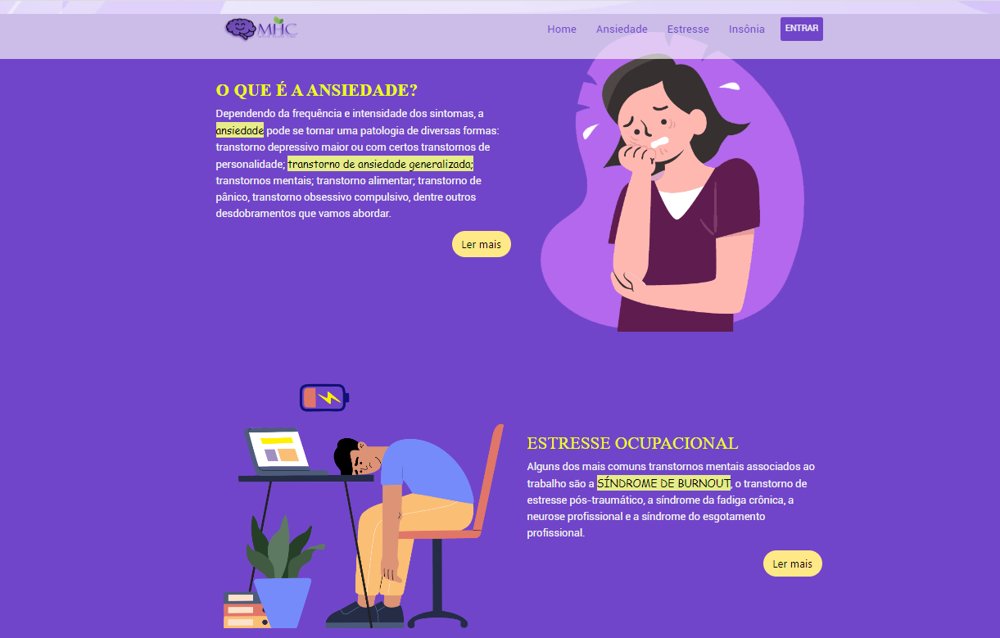 MHC
Home
Ansiedade
Estresse
Insônia
ENTRAR
O QUE É A ANSIEDADE?
Dependendo da frequência e intensidade dos sintomas, a
ansiedade pode se tornar uma patologia de diversas formas:
transtorno depressivo maior ou com certos transtornos de
personalidade; transtorno de ansiedade generalizada;
transtornos mentais; transtorno alimentar; transtorno de
pânico, transtorno obsessivo compulsivo, dentre outros
desdobramentos que vamos abordar.
Ler mais
ESTRESSE OCUPACIONAL
Alguns dos mais comuns transtornos mentais associados ao
trabalho são a SÍNDROME DE BURNOUT, o transtorno de
estresse pós-traumático, a síndrome da fadiga crônica, a
neurose profissional e a síndrome do esgotamento
profissional.
Ler mais